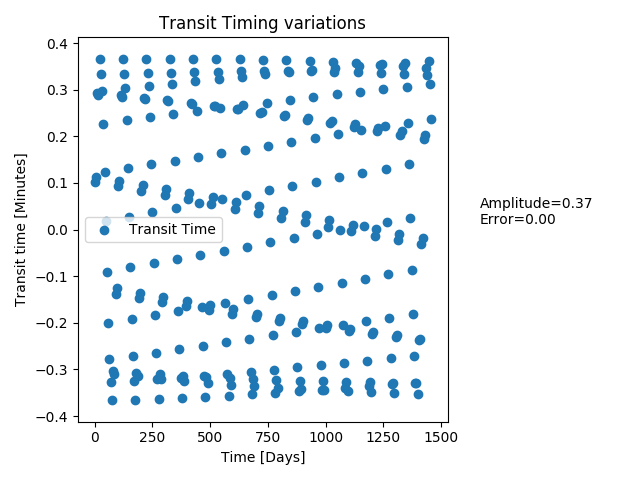 Transit Timing variations
0.4
0.3
0.2
0.1
0.0
−0.1
−0.2
−0.3
−0.4
Transit time [Minutes]
Transit Time
Amplitude=0.37
Error=0.00
0 250 500 750 1000 1250 1500
Time [Days]